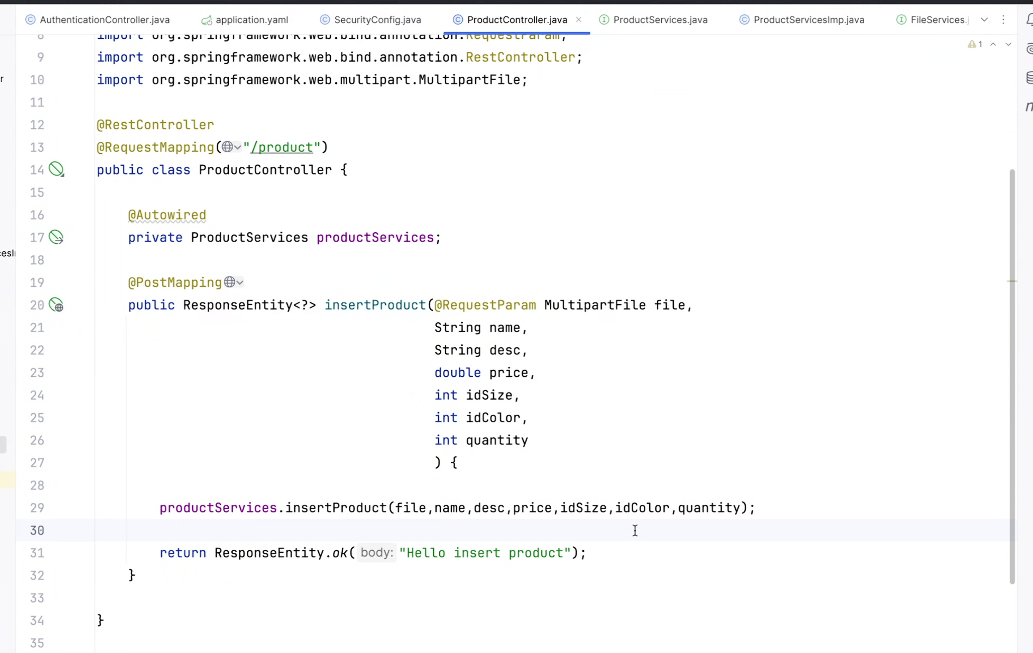 AuthenticationController.java application.yaml SecurityConfig.java ProductController.java × ProductServices.java ProductServicesImp.java FileServices.
8 import org.springframework.web.bind.annotation.RequestParam;
9 import org.springframework.web.bind.annotation.RestController;
10 import org.springframework.web.multipart.MultipartFile;
11
12 @RestController
13 @RequestMapping("/product")
14 public class ProductController {
15
16 @Autowired
17 private ProductServices productServices;
18
19 @PostMapping
20 public ResponseEntity<?> insertProduct(@RequestParam MultipartFile file,
21 String name,
22 String desc,
23 double price,
24 int idSize,
25 int idColor,
26 int quantity
27 ) {
28
29 productServices.insertProduct(file,name,desc,price,idSize,idColor,quantity);
30
31 return ResponseEntity.ok( body: "Hello insert product");
32 }
33
34 }
35
1